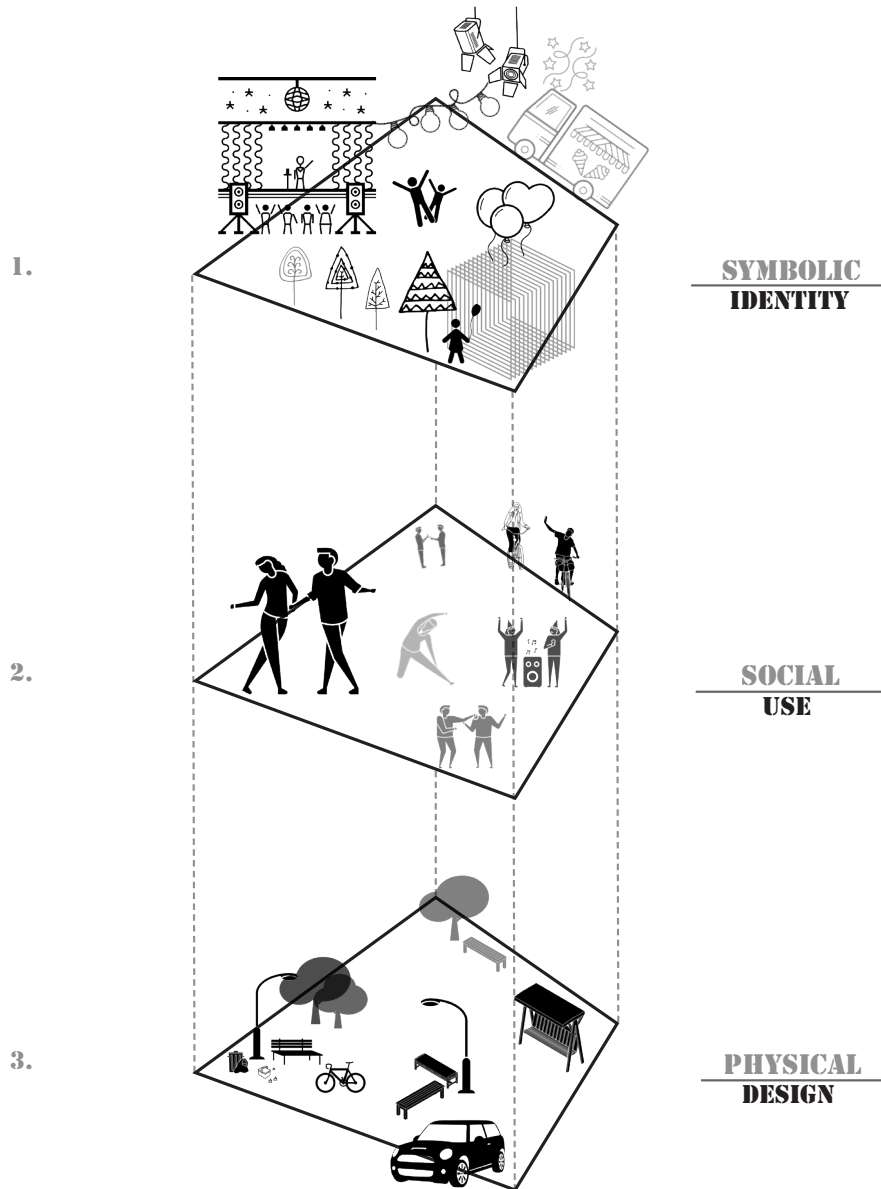 1.
SYMBOLIC
IDENTITY
2.
SOCIAL
USE
3.
PHYSICAL
DESIGN